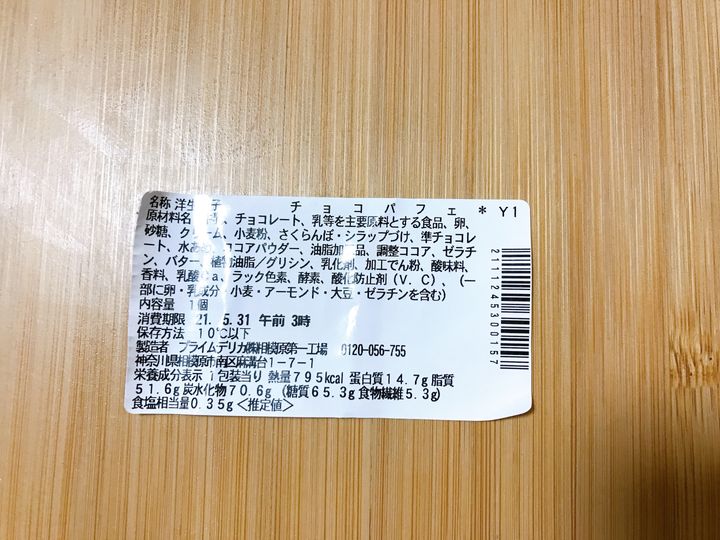 名称 洋生 子 チョコパフェ * Y1
原材料名 、チョコレート、乳等を主要原料とする食品、卵、
砂糖、クリーム、小麦粉、さくらんぼ・シラップづけ、準チョコレ
ート、水あめ、ココアパウダー、油脂加 品、調整ココア、ゼラチ
ン、バター、植物油脂/グリシン、乳化剤、加工でん粉、酸味料、
香料、乳酸Ca、ラック色素、酵素、酸化防止剤(V.C)、(一
部に卵・乳成分・小麦・アーモンド・大豆・ゼラチンを含む)
内容量 1個
消費期限 21.5.31 午前 3時
保存方法 10℃以下
製造者 プライムデリカ㈱相模原第一工場 0120-056-755
神奈川県相模原市南区麻溝台1-7-1
栄養成分表示 1包装当り 熱量795kcal 蛋白質14.7g 脂質
51.6g 炭水化物70.6g (糖質65.3g 食物繊維5.3g)
食塩相当量0.35g<推定値>
2111245300157